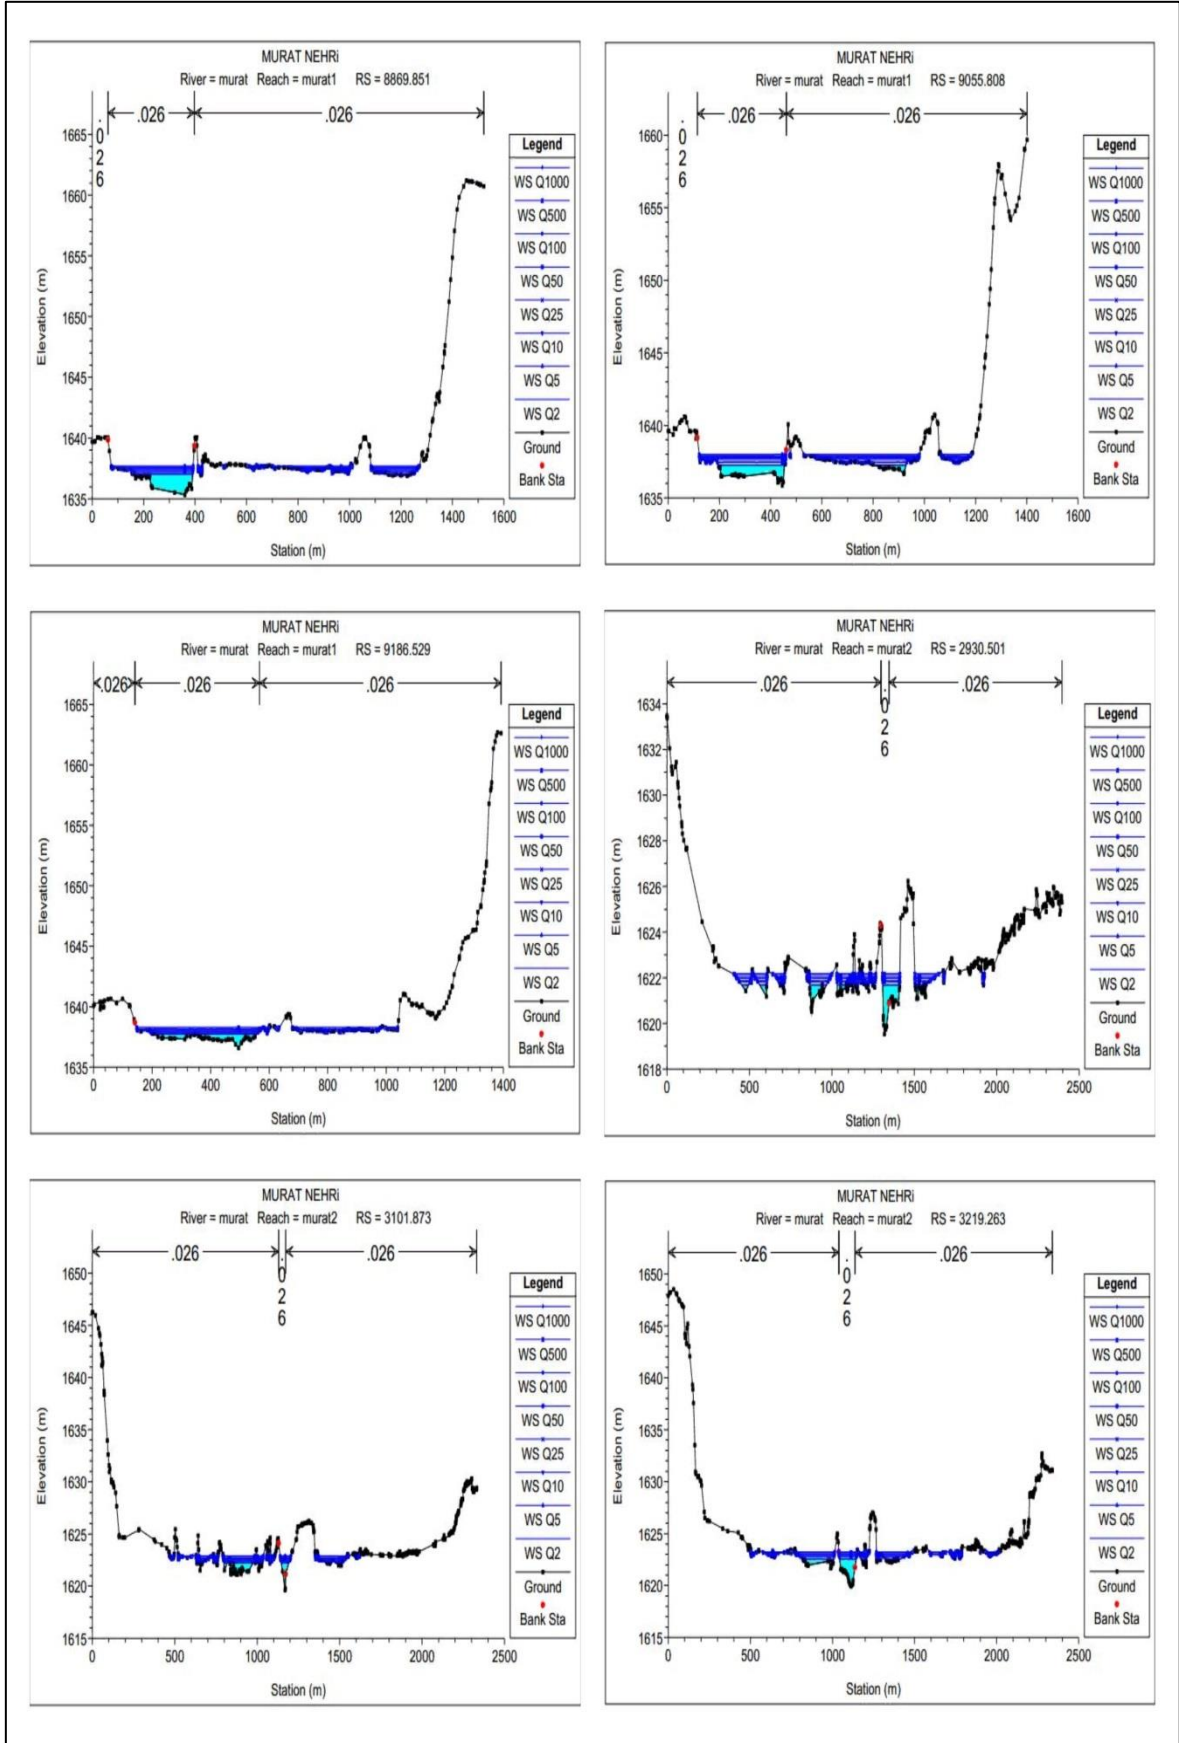 MURAT NEHRi
River = murat Reach = murat1 RS = 8869.851
.026 .026
.026
Elevation (m)
1665
1660
1655
1650
1645
1640
1635
0 200 400 600 800 1000 1200 1400 1600
Station (m)
Legend
WS Q1000
WS Q500
WS Q100
WS Q50
WS Q25
WS Q10
WS Q5
WS Q2
Ground
Bank Sta
MURAT NEHRi
River = murat Reach = murat1 RS = 9055.808
.026 .026
.026
Elevation (m)
1660
1655
1650
1645
1640
1635
0 200 400 600 800 1000 1200 1400 1600
Station (m)
Legend
WS Q1000
WS Q500
WS Q100
WS Q50
WS Q25
WS Q10
WS Q5
WS Q2
Ground
Bank Sta
MURAT NEHRi
River = murat Reach = murat1 RS = 9186.529
.026 .026 .026
Elevation (m)
1665
1660
1655
1650
1645
1640
1635
0 200 400 600 800 1000 1200 1400
Station (m)
Legend
WS Q1000
WS Q500
WS Q100
WS Q50
WS Q25
WS Q10
WS Q5
WS Q2
Ground
Bank Sta
MURAT NEHRi
River = murat Reach = murat2 RS = 2930.501
.026 .026
.026
Elevation (m)
1634
1632
1630
1628
1626
1624
1622
1620
1618
0 500 1000 1500 2000 2500
Station (m)
Legend
WS Q1000
WS Q500
WS Q100
WS Q50
WS Q25
WS Q10
WS Q5
WS Q2
Ground
Bank Sta
MURAT NEHRi
River = murat Reach = murat2 RS = 3101.873
.026 .026
.026
Elevation (m)
1650
1645
1640
1635
1630
1625
1620
1615
0 500 1000 1500 2000 2500
Station (m)
Legend
WS Q1000
WS Q500
WS Q100
WS Q50
WS Q25
WS Q10
WS Q5
WS Q2
Ground
Bank Sta
MURAT NEHRi
River = murat Reach = murat2 RS = 3219.263
.026 .026
.026
Elevation (m)
1650
1645
1640
1635
1630
1625
1620
1615
0 500 1000 1500 2000 2500
Station (m)
Legend
WS Q1000
WS Q500
WS Q100
WS Q50
WS Q25
WS Q10
WS Q5
WS Q2
Ground
Bank Sta